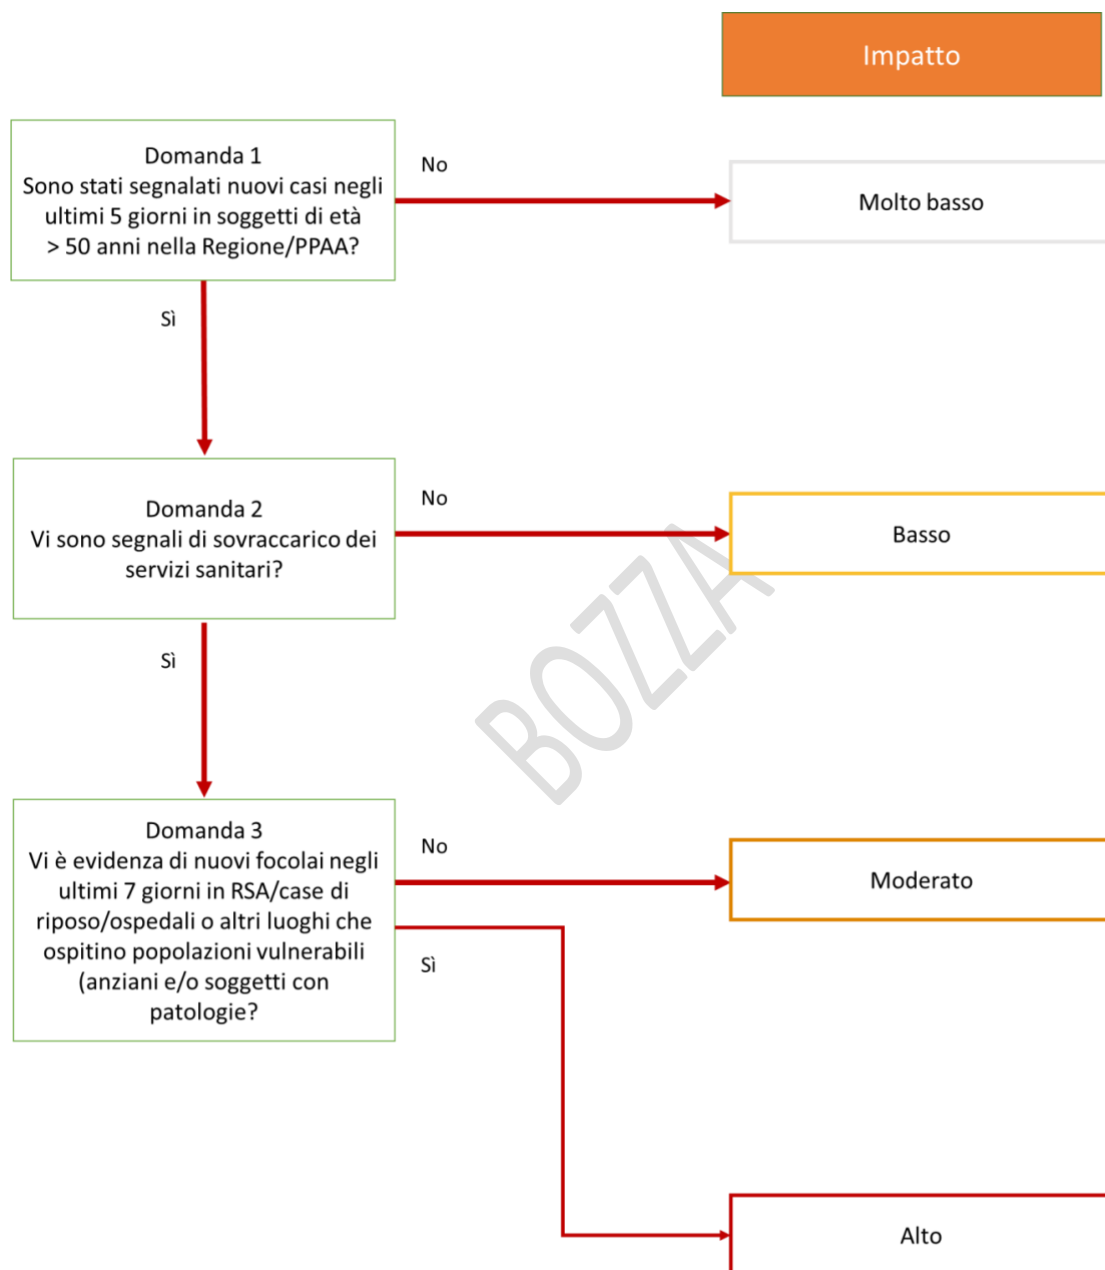 Impatto
Domanda 1
Sono stati segnalati nuovi casi negli
ultimi 5 giorni in soggetti di età
> 50 anni nella Regione/PPAA?
No
Molto basso
Sì
Domanda 2
Vi sono segnali di sovraccarico dei
servizi sanitari?
No
Basso
BOZZA
Sì
Domanda 3
Vi è evidenza di nuovi focolai negli
ultimi 7 giorni in RSA/case di
riposo/ospedali o altri luoghi che
ospitino popolazioni vulnerabili
(anziani e/o soggetti con
patologie?
No
Moderato
Sì
Alto